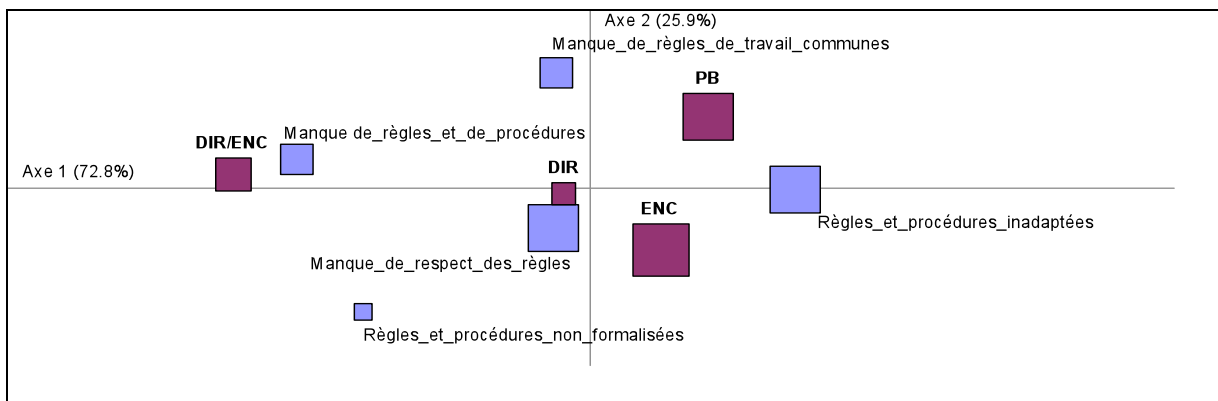 Axe 2 (25.9%)
Manque_de_règles_de_travail_communes
PB
Manque de_règles_et_de_procédures
DIR/ENC
Axe 1 (72.8%)
DIR
ENC
Règles_et_procédures_inadaptées
Manque_de_respect_des_règles
Règles_et_procédures_non_formalisées